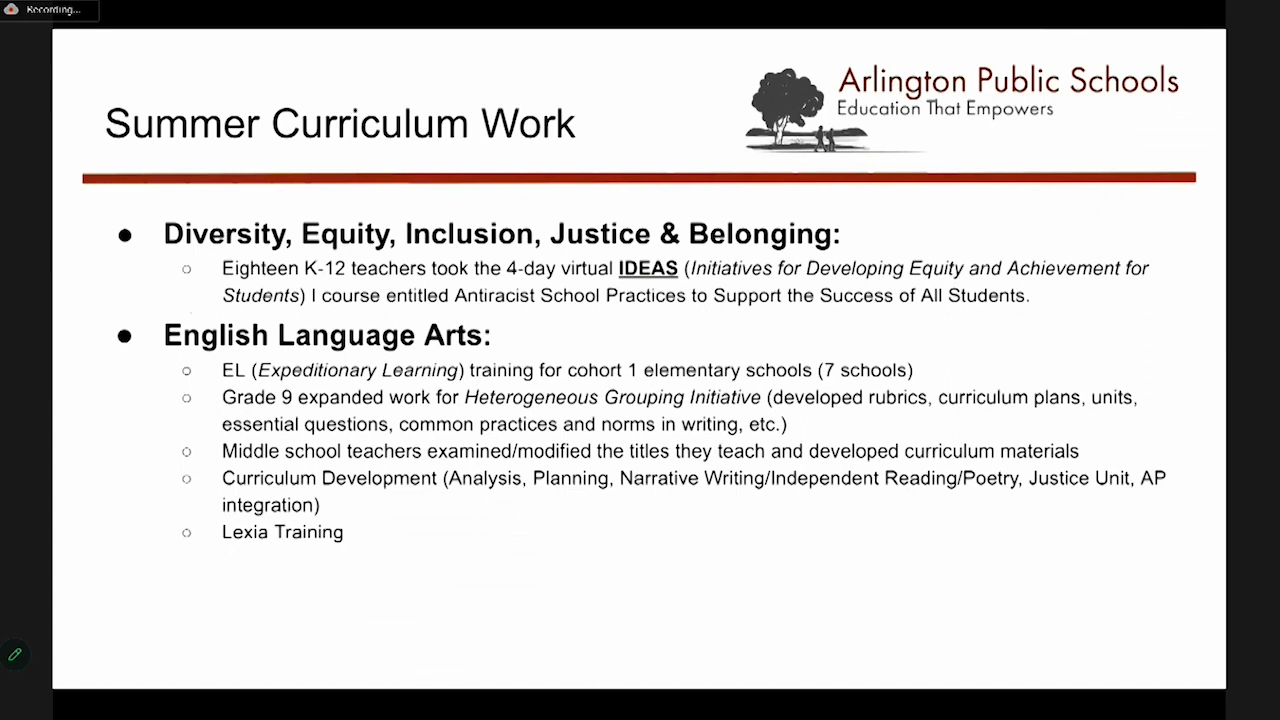 Recording...
Arlington Public Schools
Education That Empowers
Summer Curriculum Work
● Diversity, Equity, Inclusion, Justice & Belonging:
○ Eighteen K-12 teachers took the 4-day virtual IDEAS (Initiatives for Developing Equity and Achievement for
Students) I course entitled Antiracist School Practices to Support the Success of All Students.
● English Language Arts:
○ EL (Expeditionary Learning) training for cohort 1 elementary schools (7 schools)
○ Grade 9 expanded work for Heterogeneous Grouping Initiative (developed rubrics, curriculum plans, units,
essential questions, common practices and norms in writing, etc.)
○ Middle school teachers examined/modified the titles they teach and developed curriculum materials
○ Curriculum Development (Analysis, Planning, Narrative Writing/Independent Reading/Poetry, Justice Unit, AP
integration)
○ Lexia Training